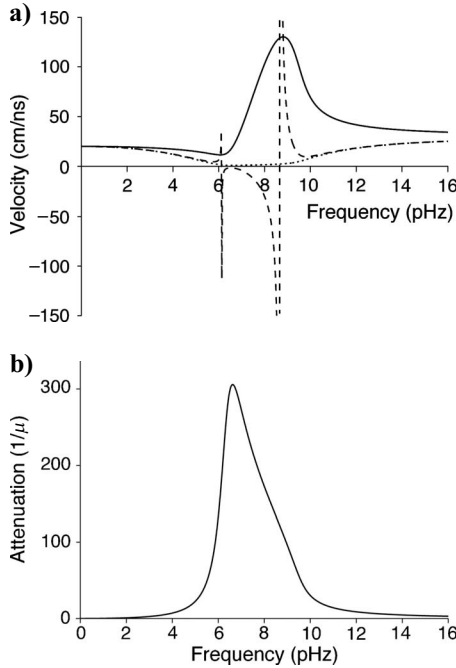 a)
150
100
50
0
−50
−100
−150
Velocity (cm/ns)
2 4 6 8 10 12 14 16
Frequency (pHz)
b)
300
200
100
0
Attenuation (1/μ)
0 2 4 6 8 10 12 14 16
Frequency (pHz)